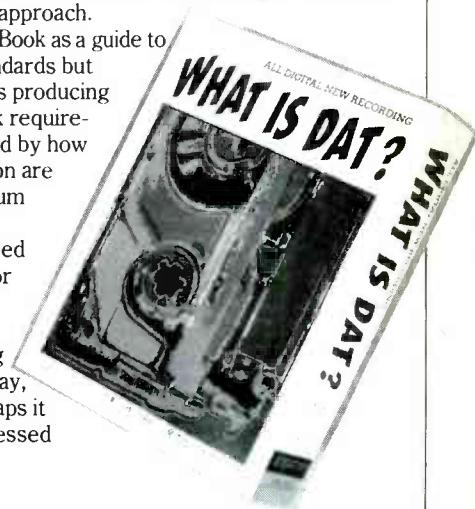 approach.
Book as a guide to
ndards but
s producing
k require-
d by how
on are
um
ed
or
g
ay,
aps it
essed
ALL DIGITAL NEW RECORDING
WHAT IS DAT?
WHAT IS DAT?